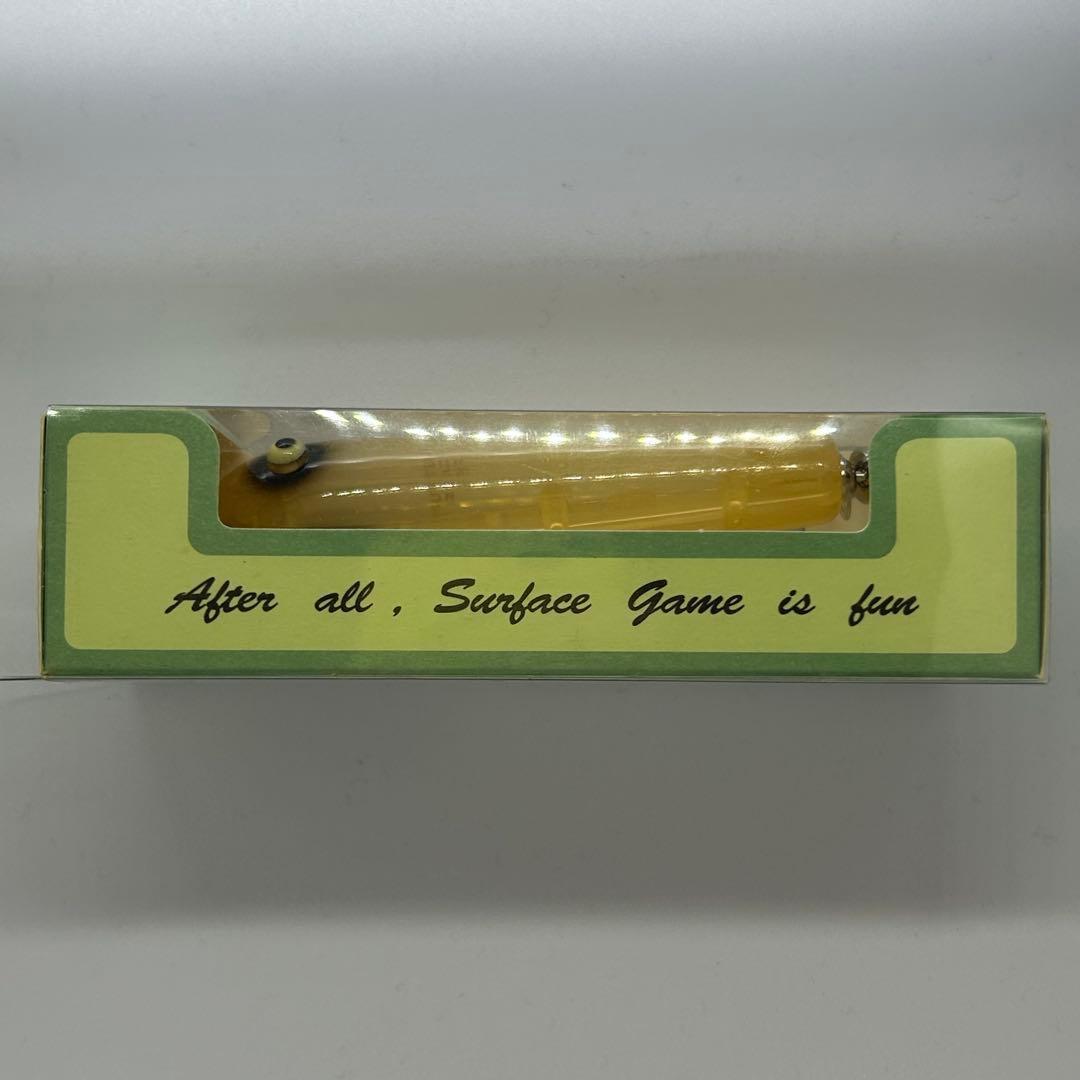 After all , Surface Game is fun